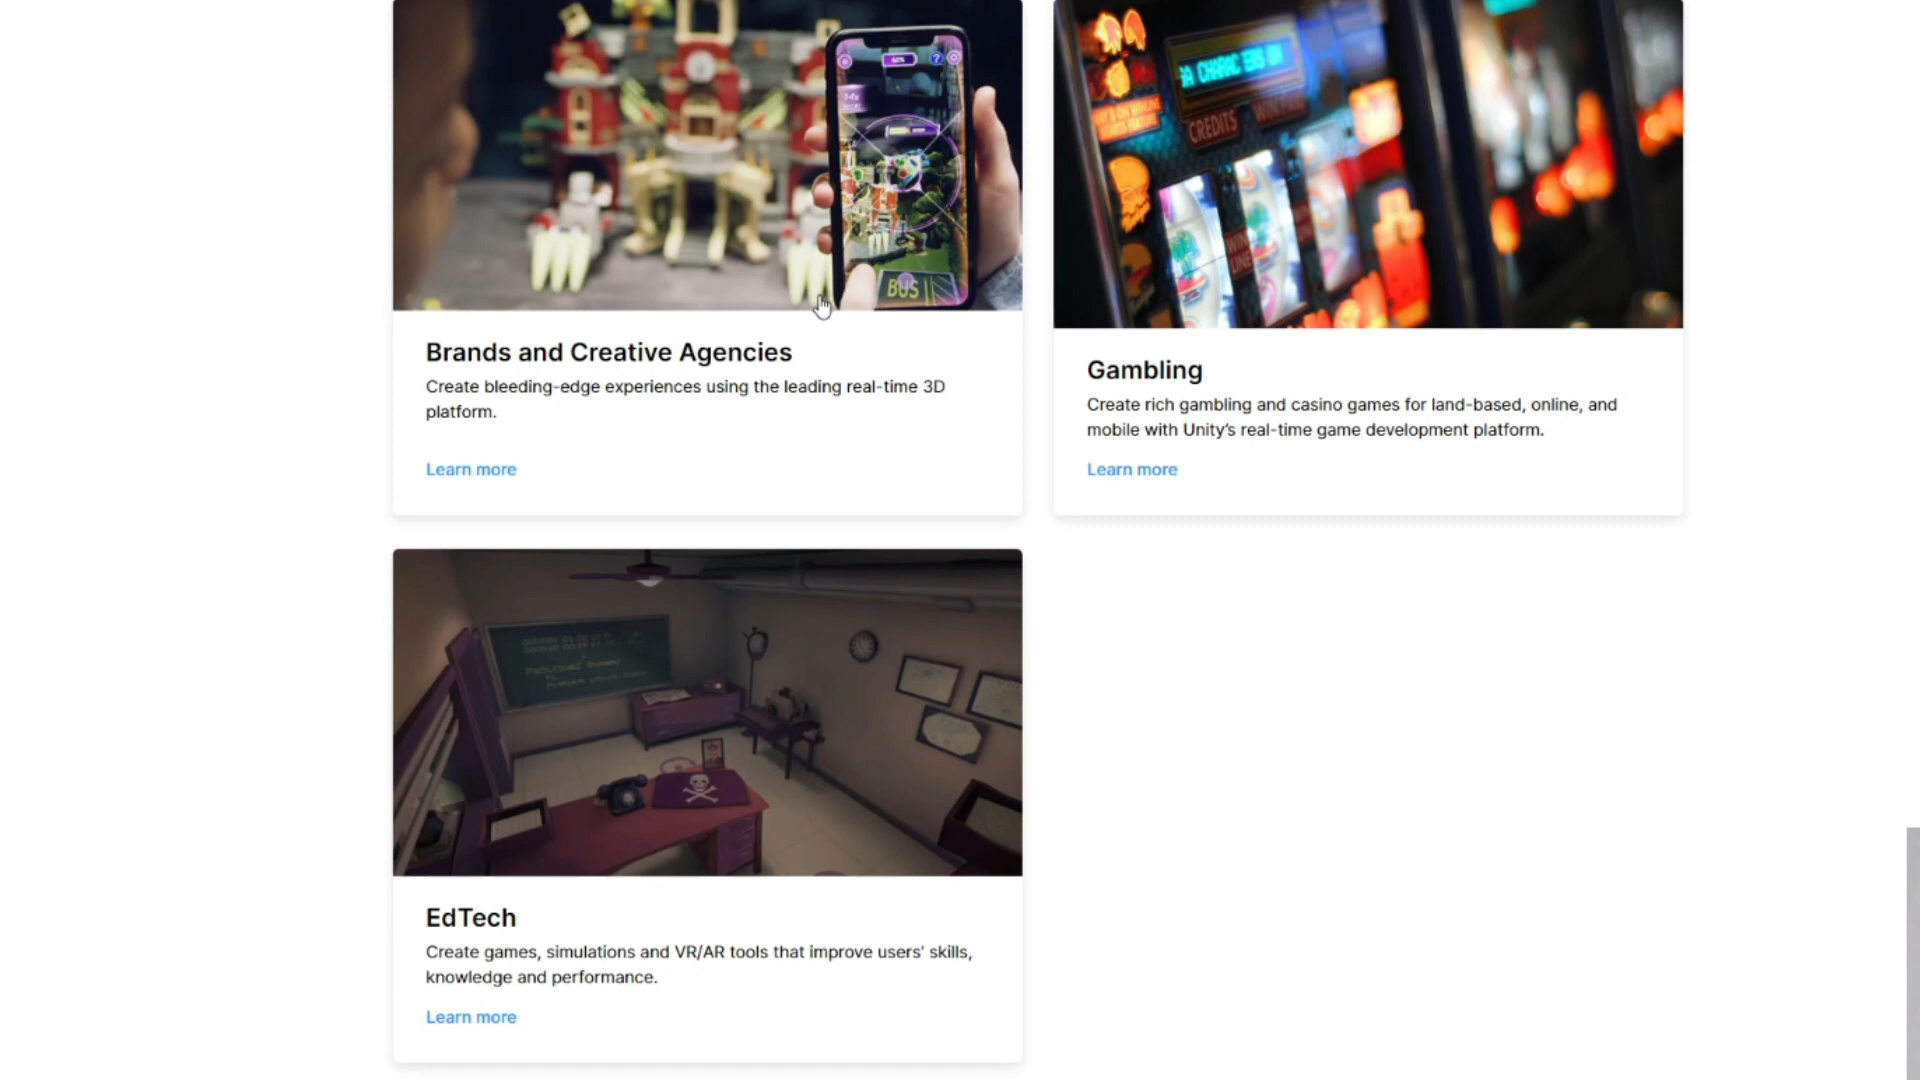 62%
?
BUS
Brands and Creative Agencies
Create bleeding-edge experiences using the leading real-time 3D
platform.
Learn more
CREDITS
WIN LINE
Gambling
Create rich gambling and casino games for land-based, online, and
mobile with Unity's real-time game development platform.
Learn more
EdTech
Create games, simulations and VR/AR tools that improve users' skills,
knowledge and performance.
Learn more